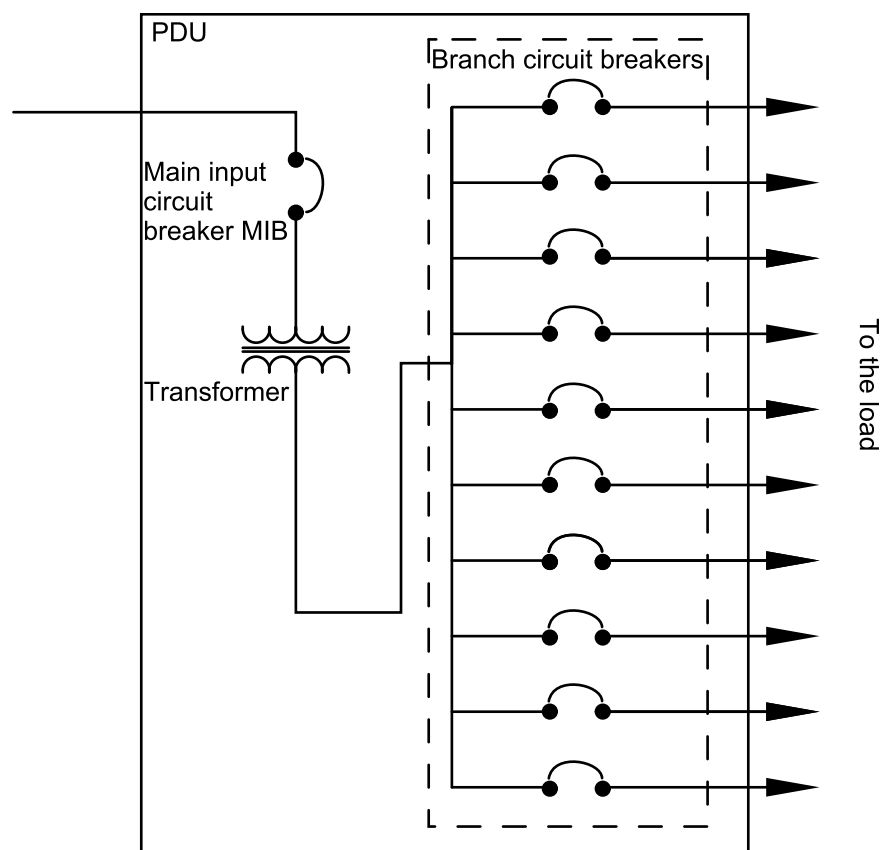 PDU
Branch circuit breakers
Main input
circuit
breaker MIB
Transformer
To the load